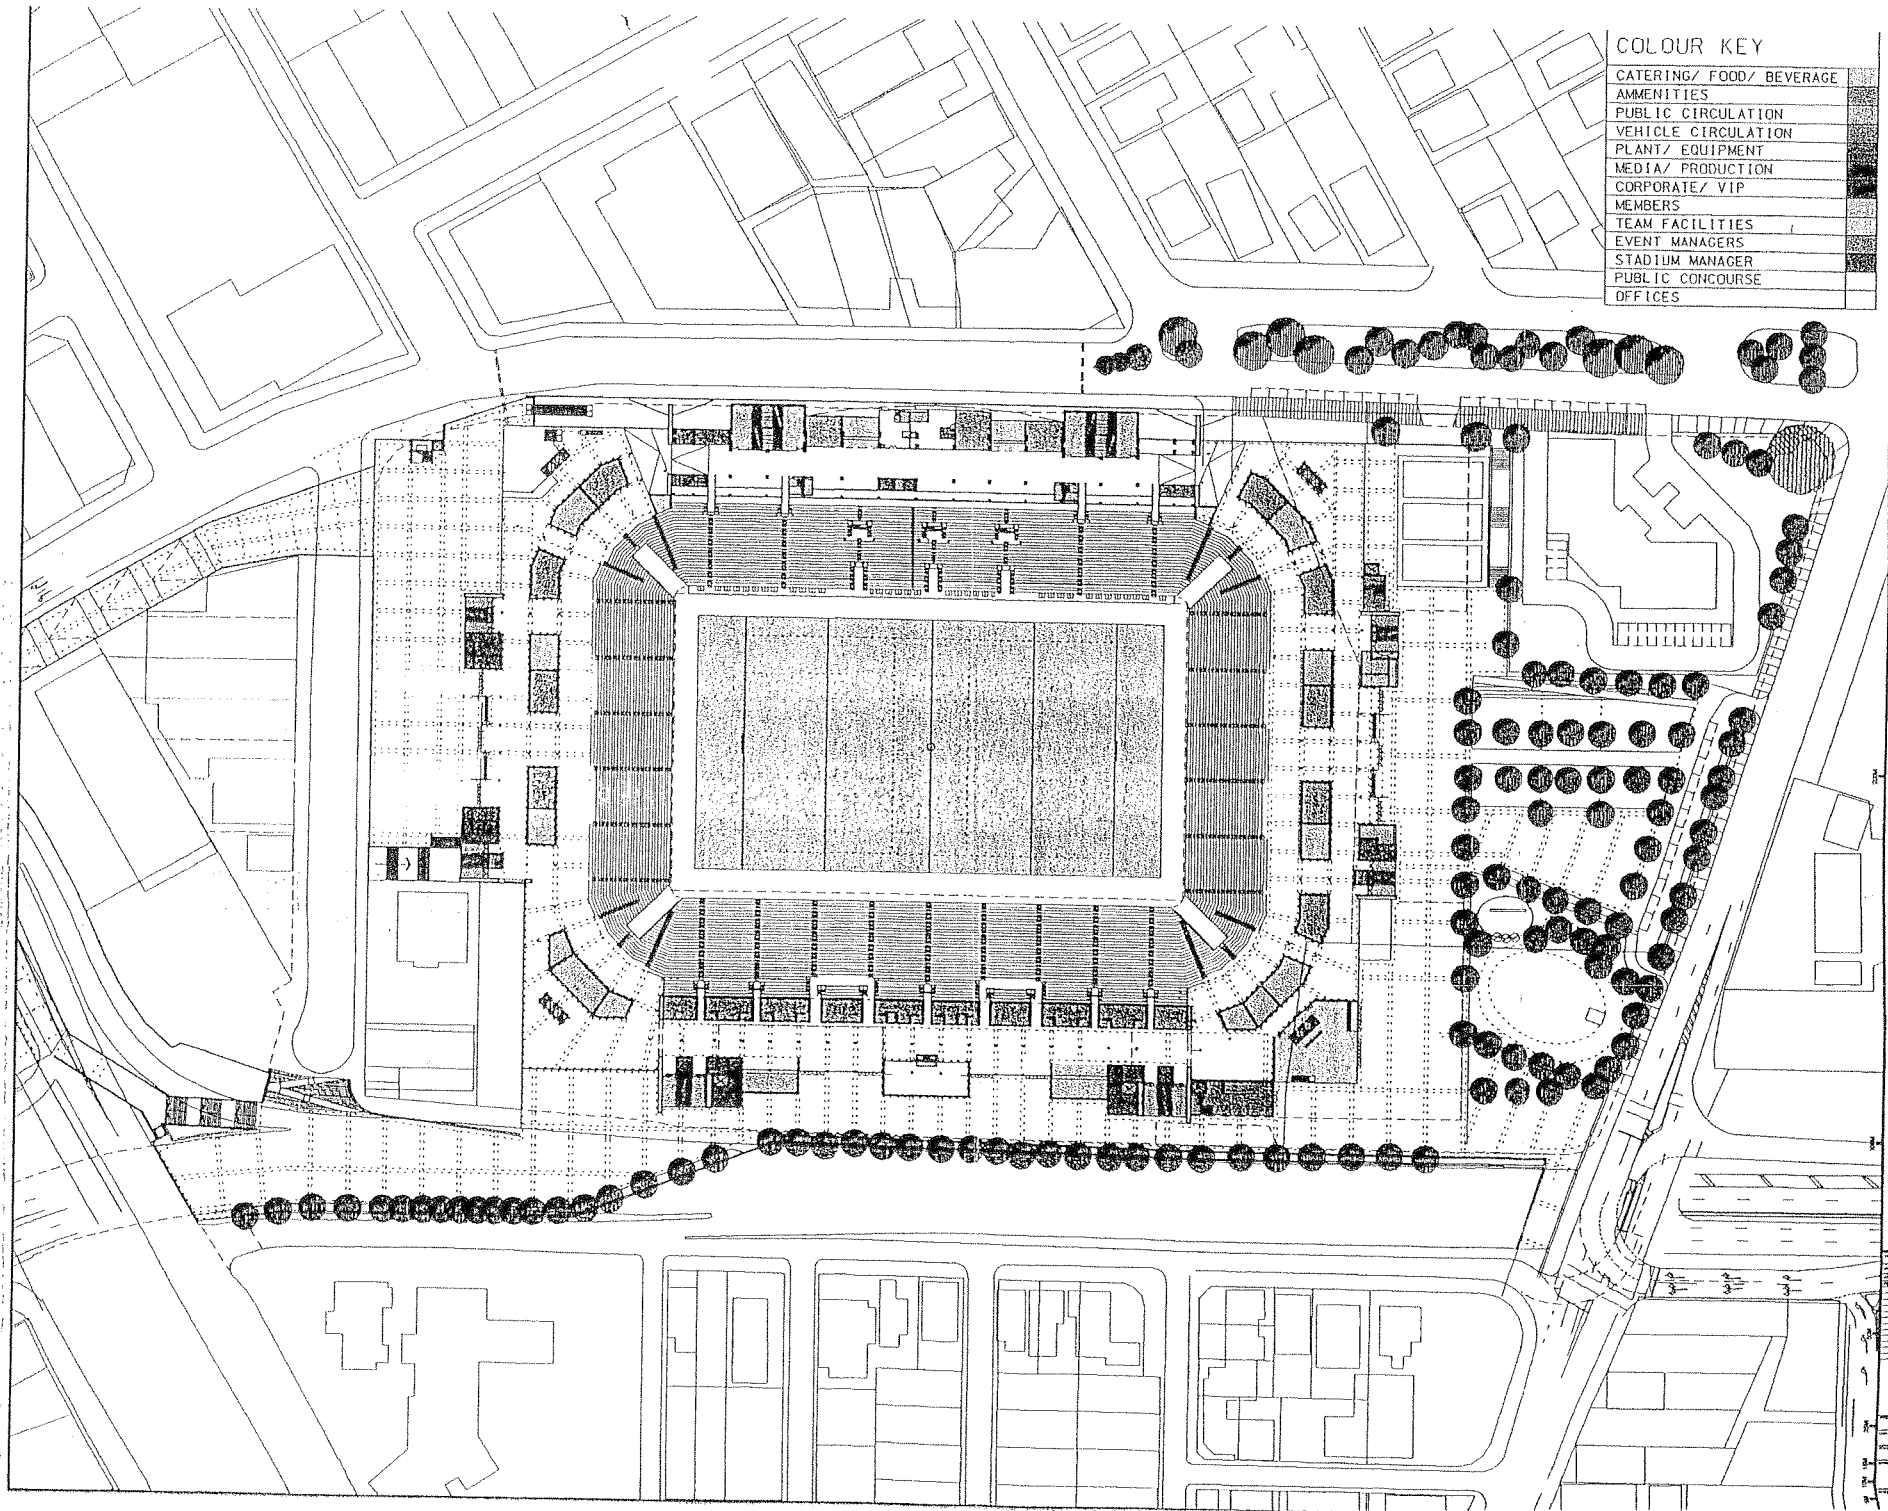 COLOUR KEY
CATERING/ FOOD/ BEVERAGE
AMMENITIES
PUBLIC CIRCULATION
VEHICLE CIRCULATION
PLANT/ EQUIPMENT
MEDIA/ PRODUCTION
CORPORATE/ VIP
MEMBERS
TEAM FACILITIES
EVENT MANAGERS
STADIUM MANAGER
PUBLIC CONCOURSE
OFFICES